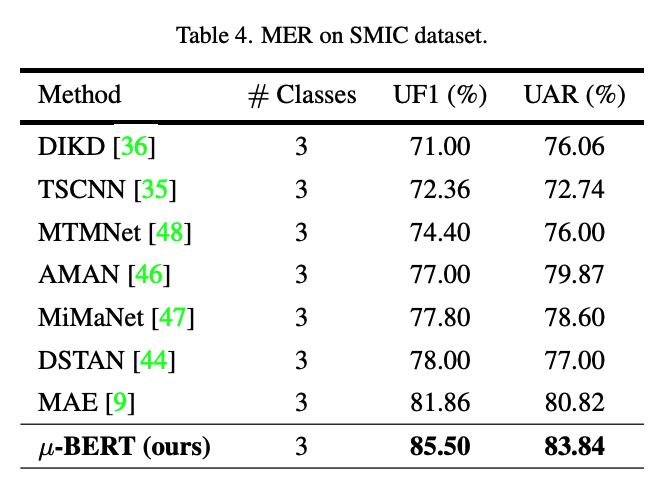 Table 4. MER on SMIC dataset.
Method # Classes UF1 (%) UAR (%)
DIKD [36] 3 71.00 76.06
TSCNN [35] 3 72.36 72.74
MTMNet [48] 3 74.40 76.00
AMAN [46] 3 77.00 79.87
MiMaNet [47] 3 77.80 78.60
DSTAN [44] 3 78.00 77.00
MAE [9] 3 81.86 80.82
μ-BERT (ours) 3 85.50 83.84